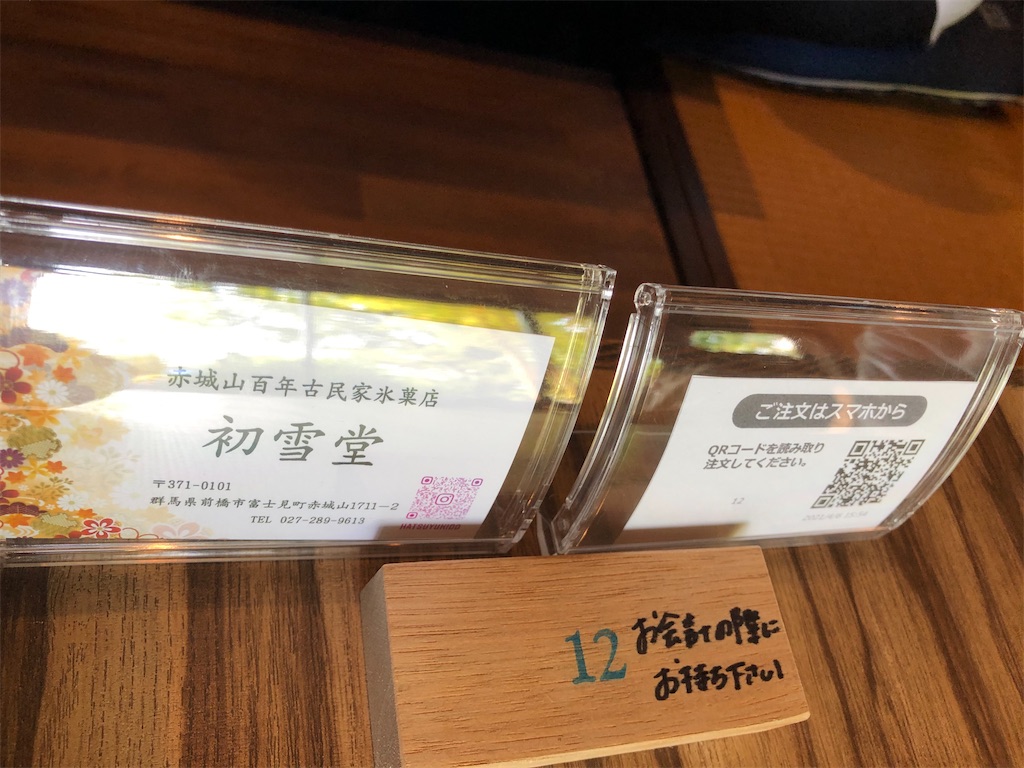 赤城山百年古民家氷菓店
初雪堂
〒371-0101
群馬県前橋市富士見町赤城山1711-2
TEL 027-289-9613
HATSUYUKIDO
ご注文はスマホから
QRコードを読み取り
注文してください。
12
12
お会計の際に
お持ち下さい